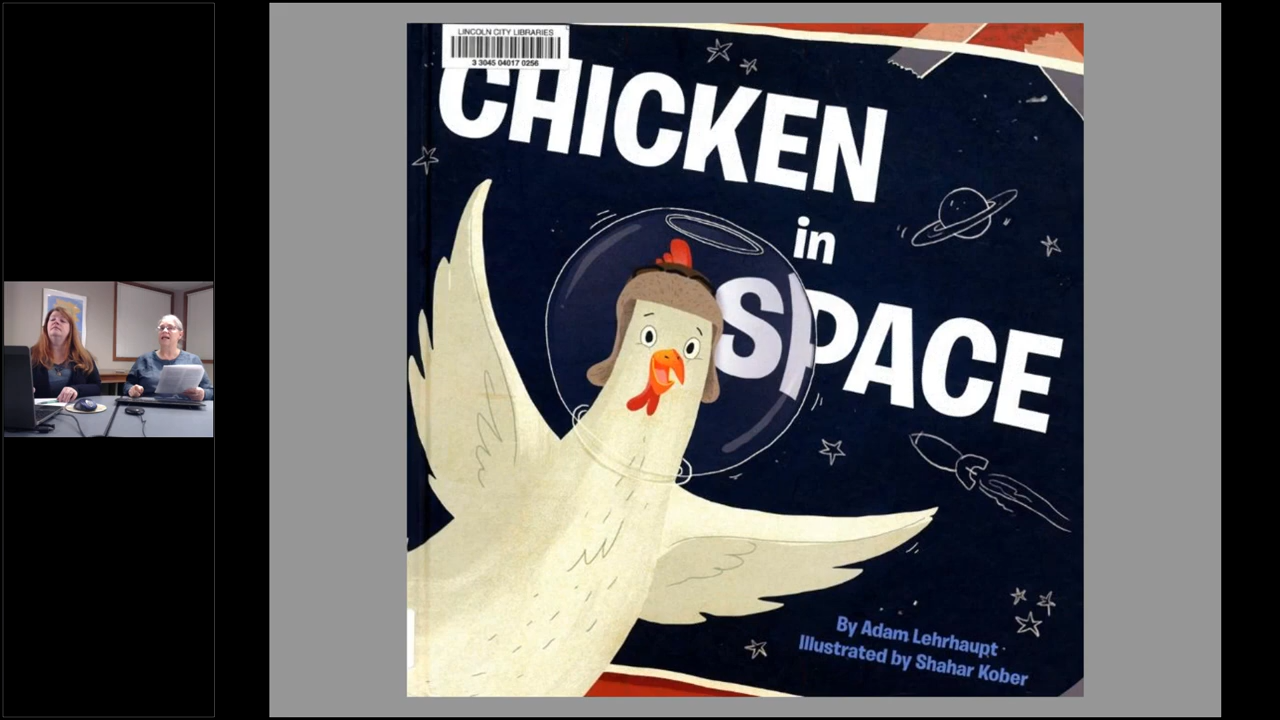 LINCOLN CITY LIBRARIES
3 3045 04017 0256
CHICKEN
in
SPACE
By Adam Lehrhaupt
Illustrated by Shahar Kober